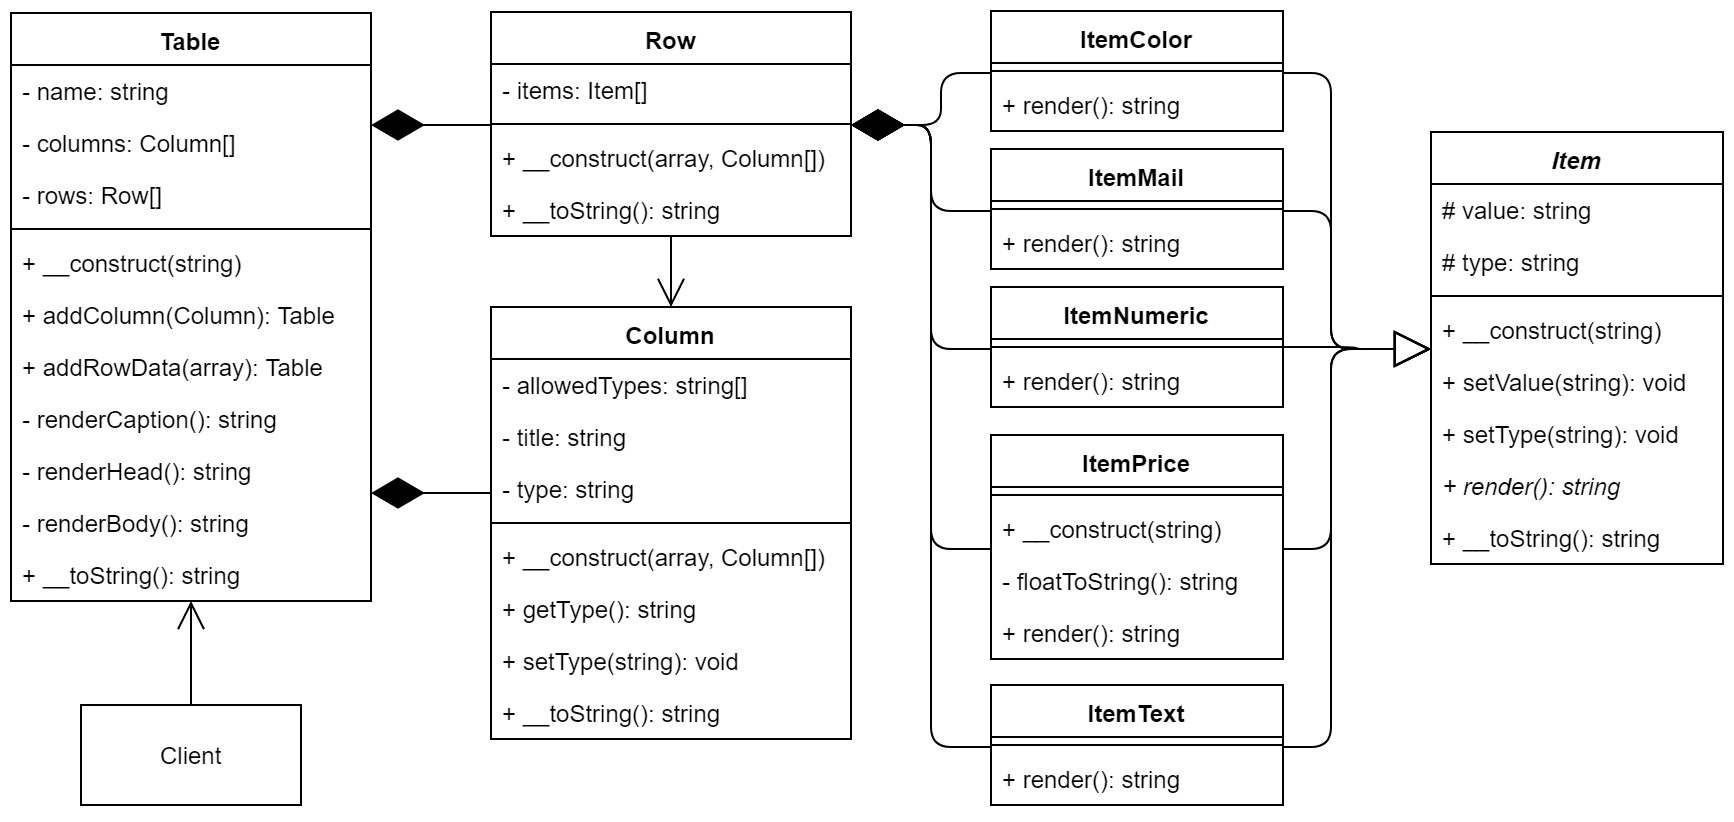 Table
- name: string
- columns: Column[]
- rows: Row[]
+ __construct(string)
+ addColumn(Column): Table
+ addRowData(array): Table
- renderCaption(): string
- renderHead(): string
- renderBody(): string
+ __toString(): string
Client
Row
- items: Item[]
+ __construct(array, Column[])
+ __toString(): string
Column
- allowedTypes: string[]
- title: string
- type: string
+ __construct(array, Column[])
+ getType(): string
+ setType(string): void
+ __toString(): string
ItemColor
+ render(): string
ItemMail
+ render(): string
ItemNumeric
+ render(): string
ItemPrice
+ __construct(string)
- floatToString(): string
+ render(): string
ItemText
+ render(): string
Item
# value: string
# type: string
+ __construct(string)
+ setValue(string): void
+ setType(string): void
+ render(): string
+ __toString(): string